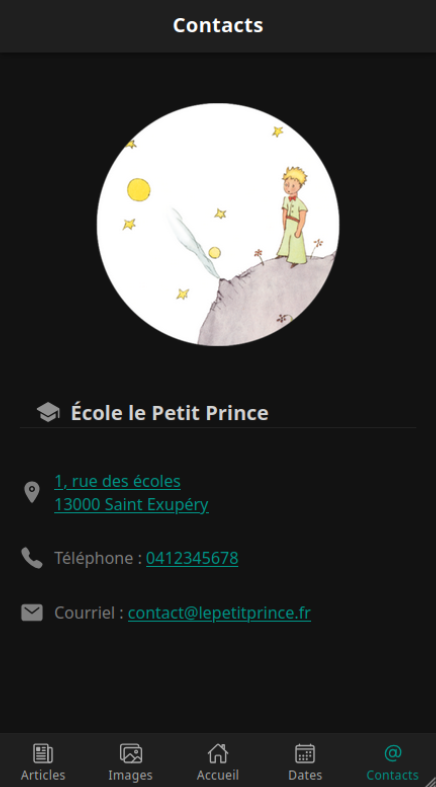 Contacts
École le Petit Prince
1, rue des écoles
13000 Saint Exupéry
Téléphone : 0412345678
Courriel : contact@lepetitprince.fr
Articles Images Accueil Dates Contacts